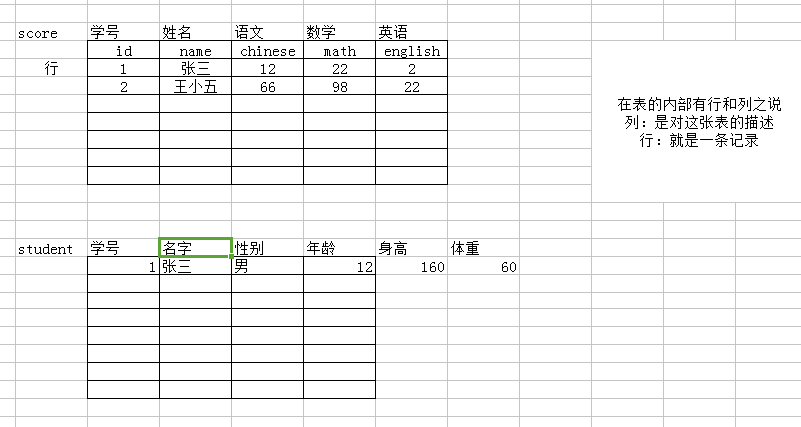 score 学号 姓名 语文 数学 英语
id name chinese math english
行 1 张三 12 22 2
2 王小五 66 98 22
在表的内部有行和列之说
列：是对这张表的描述
行：就是一条记录
student 学号 名字 性别 年龄 身高 体重
1 张三 男 12 160 60